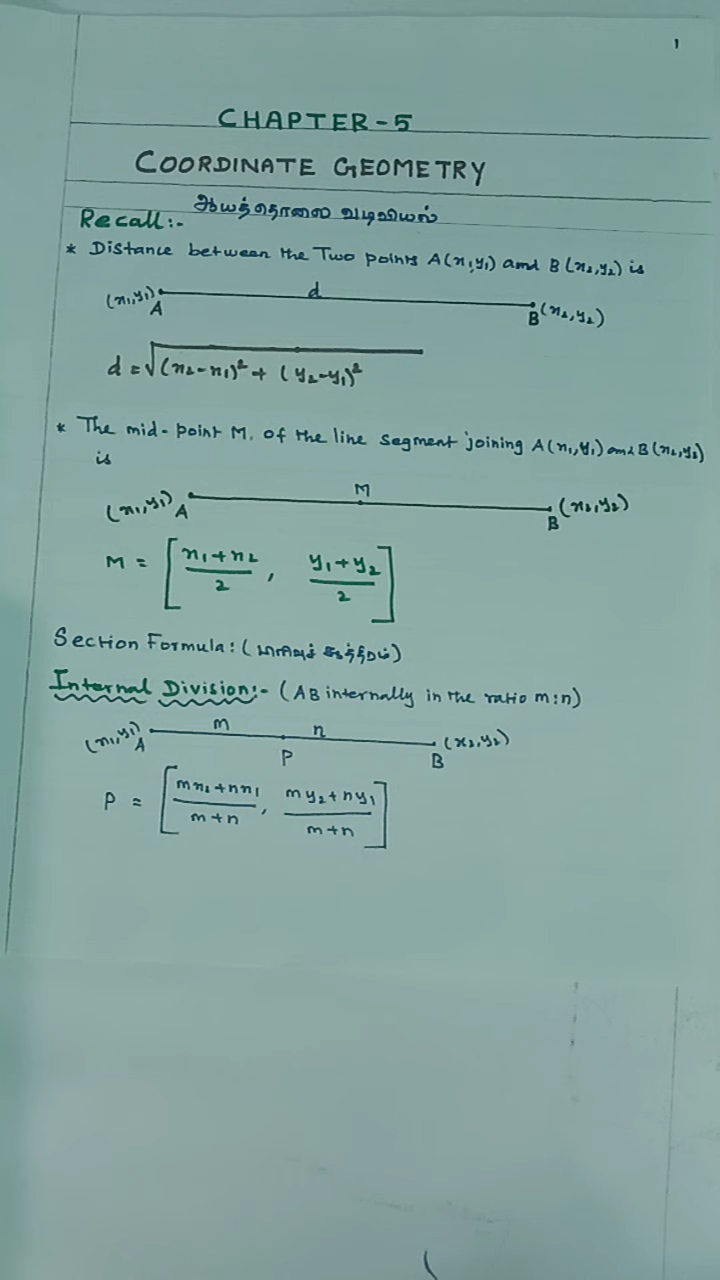 1
CHAPTER-5
COORDINATE GEOMETRY
ஆயத்தொலை வடிவியல்
Recall:-
* Distance between the Two points A(x₁,y₁) and B(x₂,y₂) is
(x₁,y₁) A d B (x₂,y₂)
d = √(x₂-x₁)² + (y₂-y₁)²
* The mid-point M. of the line segment joining A(x₁,y₁) and B(x₂,y₂)
is
(x₁,y₁) A M B (x₂,y₂)
M = [x₁+x₂/2, y₁+y₂/2]
Section Formula: (பிரிவுச் சூத்திரம்)
Internal Division:- (AB internally in the ratio m:n)
(x₁,y₁) A m P n B (x₂,y₂)
P = [mx₂+nx₁/m+n, my₂+ny₁/m+n]